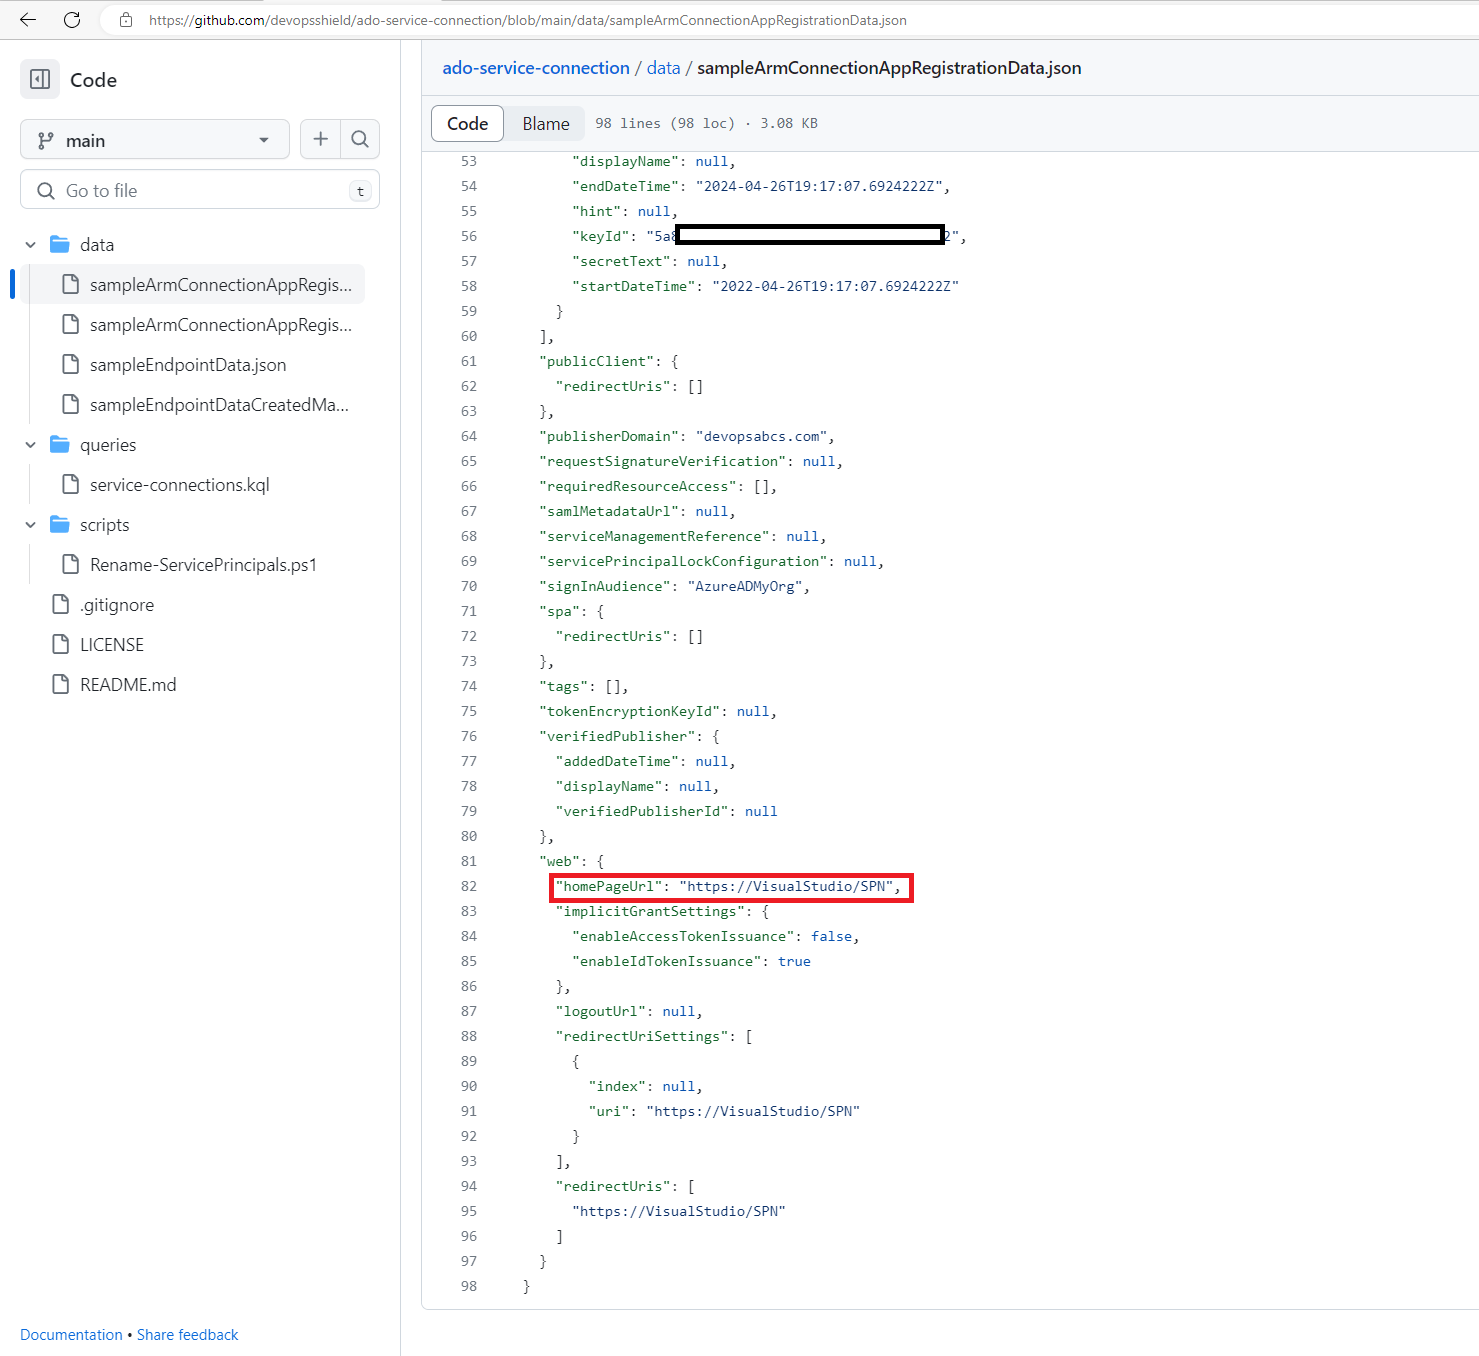 https://github.com/devopsshield/ado-service-connection/blob/main/data/sampleArmConnectionAppRegistrationData.json
Code
main
Go to file
t
data
sampleArmConnectionAppRegis...
sampleArmConnectionAppRegis...
sampleEndpointData.json
sampleEndpointDataCreatedMa...
queries
service-connections.kql
scripts
Rename-ServicePrincipals.ps1
.gitignore
LICENSE
README.md
Documentation • Share feedback
ado-service-connection / data / sampleArmConnectionAppRegistrationData.json
Code Blame 98 lines (98 loc) · 3.08 KB
53 "displayName": null,
54 "endDateTime": "2024-04-26T19:17:07.6924222Z",
55 "hint": null,
56 "keyId": "5a8 2",
57 "secretText": null,
58 "startDateTime": "2022-04-26T19:17:07.6924222Z"
59 }
60 ],
61 "publicClient": {
62 "redirectUris": []
63 },
64 "publisherDomain": "devopsabcs.com",
65 "requestSignatureVerification": null,
66 "requiredResourceAccess": [],
67 "samlMetadataUrl": null,
68 "serviceManagementReference": null,
69 "servicePrincipalLockConfiguration": null,
70 "signInAudience": "AzureADMyOrg",
71 "spa": {
72 "redirectUris": []
73 },
74 "tags": [],
75 "tokenEncryptionKeyId": null,
76 "verifiedPublisher": {
77 "addedDateTime": null,
78 "displayName": null,
79 "verifiedPublisherId": null
80 },
81 "web": {
82 "homePageUrl": "https://VisualStudio/SPN",
83 "implicitGrantSettings": {
84 "enableAccessTokenIssuance": false,
85 "enableIdTokenIssuance": true
86 },
87 "logoutUrl": null,
88 "redirectUriSettings": [
89 {
90 "index": null,
91 "uri": "https://VisualStudio/SPN"
92 }
93 ],
94 "redirectUris": [
95 "https://VisualStudio/SPN"
96 ]
97 }
98 }